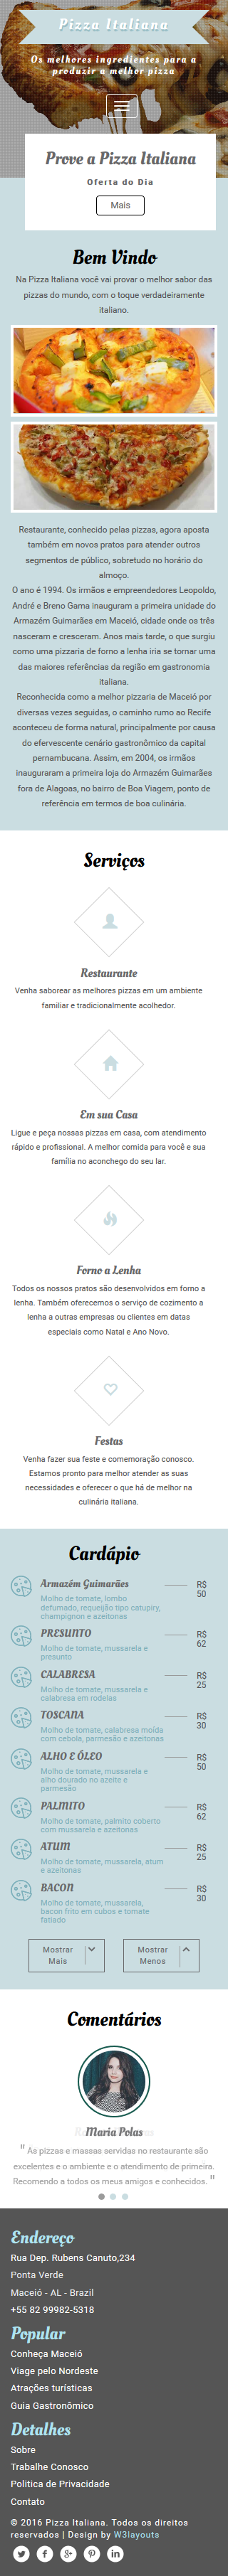 Pizza Italiana
Os melhores ingredientes para a
produzir a melhor pizza
Prove a Pizza Italiana
Oferta do Dia
Mais
Bem Vindo
Na Pizza Italiana você vai provar o melhor sabor das
pizzas do mundo, com o toque verdadeiramente
italiano.
Restaurante, conhecido pelas pizzas, agora aposta
também em novos pratos para atender outros
segmentos de público, sobretudo no horário do
almoço.
O ano é 1994. Os irmãos e empreendedores Leopoldo,
André e Breno Gama inauguram a primeira unidade do
Armazém Guimarães em Maceió, cidade onde os três
nasceram e cresceram. Anos mais tarde, o que surgiu
como uma pizzaria de forno a lenha iria se tornar uma
das maiores referências da região em gastronomia
italiana.
Reconhecida como a melhor pizzaria de Maceió por
diversas vezes seguidas, o caminho rumo ao Recife
aconteceu de forma natural, principalmente por causa
do efervescente cenário gastronômico da capital
pernambucana. Assim, em 2004, os irmãos
inauguraram a primeira loja do Armazém Guimarães
fora de Alagoas, no bairro de Boa Viagem, ponto de
referência em termos de boa culinária.
Serviços
Restaurante
Venha saborear as melhores pizzas em um ambiente
familiar e tradicionalmente acolhedor.
Em sua Casa
Ligue e peça nossas pizzas em casa, com atendimento
rápido e profissional. A melhor comida para você e sua
família no aconchego do seu lar.
Forno a Lenha
Todos os nossos pratos são desenvolvidos em forno a
lenha. Também oferecemos o serviço de cozimento a
lenha a outras empresas ou clientes em datas
especiais como Natal e Ano Novo.
Festas
Venha fazer sua feste e comemoração conosco.
Estamos pronto para melhor atender as suas
necessidades e oferecer o que há de melhor na
culinária italiana.
Cardápio
Armazém Guimarães R$ 50
Molho de tomate, lombo
defumado, requeijão tipo catupiry,
champignon e azeitonas
PRESUNTO R$ 62
Molho de tomate, mussarela e
presunto
CALABRESA R$ 25
Molho de tomate, mussarela e
calabresa em rodelas
TOSCANA R$ 30
Molho de tomate, calabresa moída
com cebola, parmesão e azeitonas
ALHO E ÓLEO R$ 50
Molho de tomate, mussarela e
alho dourado no azeite e
parmesão
PALMITO R$ 62
Molho de tomate, palmito coberto
com mussarela e azeitonas
ATUM R$ 25
Molho de tomate, mussarela, atum
e azeitonas
BACON R$ 30
Molho de tomate, mussarela,
bacon frito em cubos e tomate
fatiado
Mostrar Mais
Mostrar Menos
Comentários
Maria Polas
" As pizzas e massas servidas no restaurante são
excelentes e o ambiente e o atendimento de primeira.
Recomendo a todos os meus amigos e conhecidos. "
Endereço
Rua Dep. Rubens Canuto,234
Ponta Verde
Maceió - AL - Brazil
+55 82 99982-5318
Popular
Conheça Maceió
Viage pelo Nordeste
Atrações turísticas
Guia Gastronômico
Detalhes
Sobre
Trabalhe Conosco
Politica de Privacidade
Contato
© 2016 Pizza Italiana. Todos os direitos
reservados | Design by W3layouts